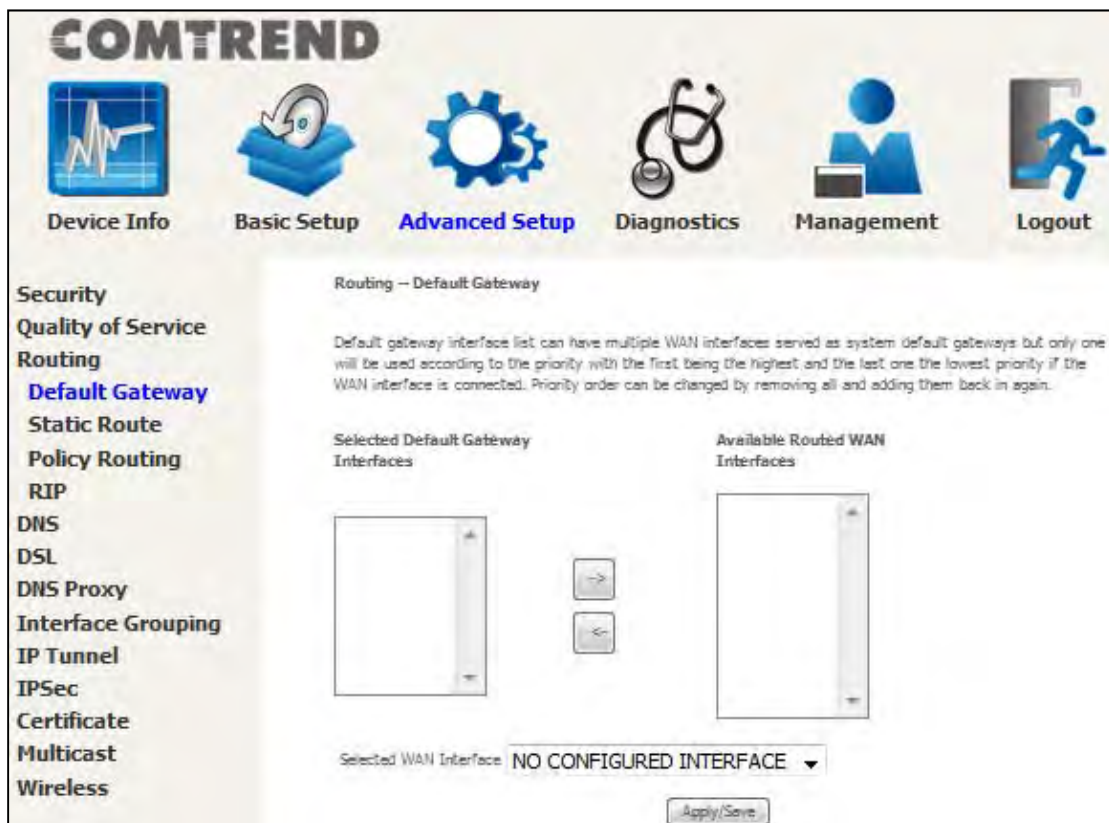 COMTREND
Device Info
Basic Setup
Advanced Setup
Diagnostics
Management
Logout
Security
Quality of Service
Routing
Default Gateway
Static Route
Policy Routing
RIP
DNS
DSL
DNS Proxy
Interface Grouping
IP Tunnel
IPSec
Certificate
Multicast
Wireless
Routing -- Default Gateway
Default gateway interface list can have multiple WAN interfaces served as system default gateways but only one
will be used according to the priority with the first being the highest and the last one the lowest priority if the
WAN interface is connected. Priority order can be changed by removing all and adding them back in again.
Selected Default Gateway
Interfaces
Available Routed WAN
Interfaces
->
<-
Selected WAN Interface NO CONFIGURED INTERFACE
Apply/Save